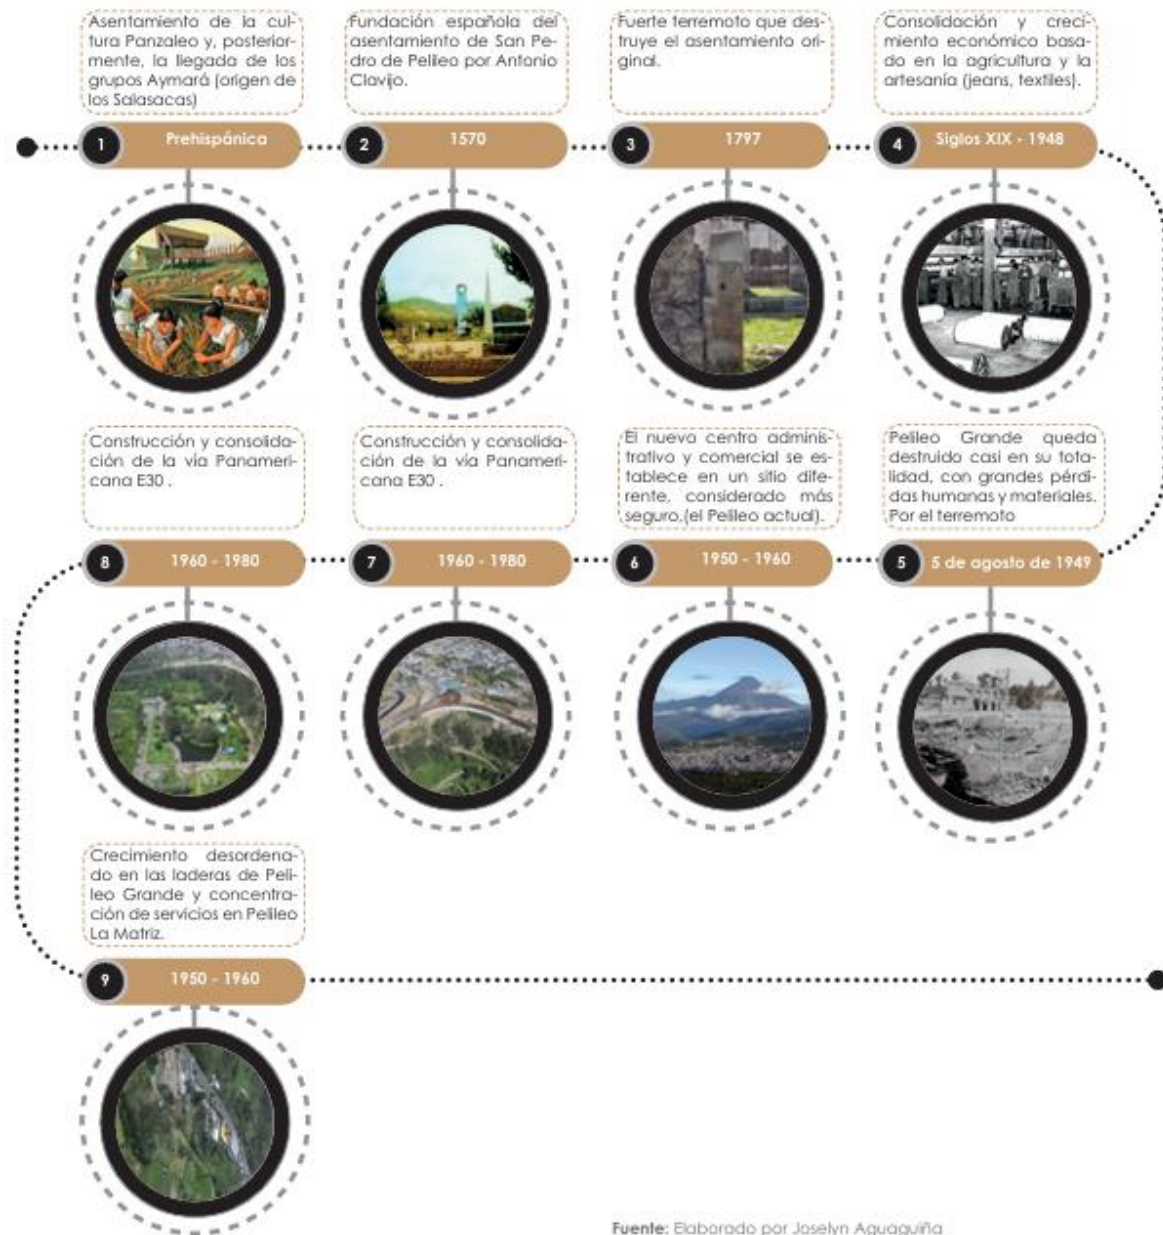 Asentamiento de la cul-
tura Panzaleo y, posterior-
mente, la llegada de los
grupos Aymará (origen de
los Salasacas)
1 Prehispánica
Fundación española del
asentamiento de San Pe-
dro de Pelileo por Antonio
Clavijo.
2 1570
Fuerte terremoto que des-
truye el asentamiento ori-
ginal.
3 1797
Consolidación y creci-
miento económico basa-
do en la agricultura y la
artesanía (jeans, textiles).
4 Siglos XIX - 1948
Pelileo Grande queda
destruido casi en su tota-
lidad, con grandes pérdi-
das humanas y materiales.
Por el terremoto
5 5 de agosto de 1949
El nuevo centro adminis-
trativo y comercial se es-
tablece en un sitio dife-
rente, considerado más
seguro,(el Pelileo actual).
6 1950 - 1960
Construcción y consolida-
ción de la vía Panameri-
cana E30 .
7 1960 - 1980
Construcción y consolida-
ción de la vía Panameri-
cana E30 .
8 1960 - 1980
Crecimiento desordena-
do en las laderas de Peli-
leo Grande y concentra-
ción de servicios en Pelileo
La Matriz.
9 1950 - 1960
Fuente: Elaborado por Joselyn Aguaguiña